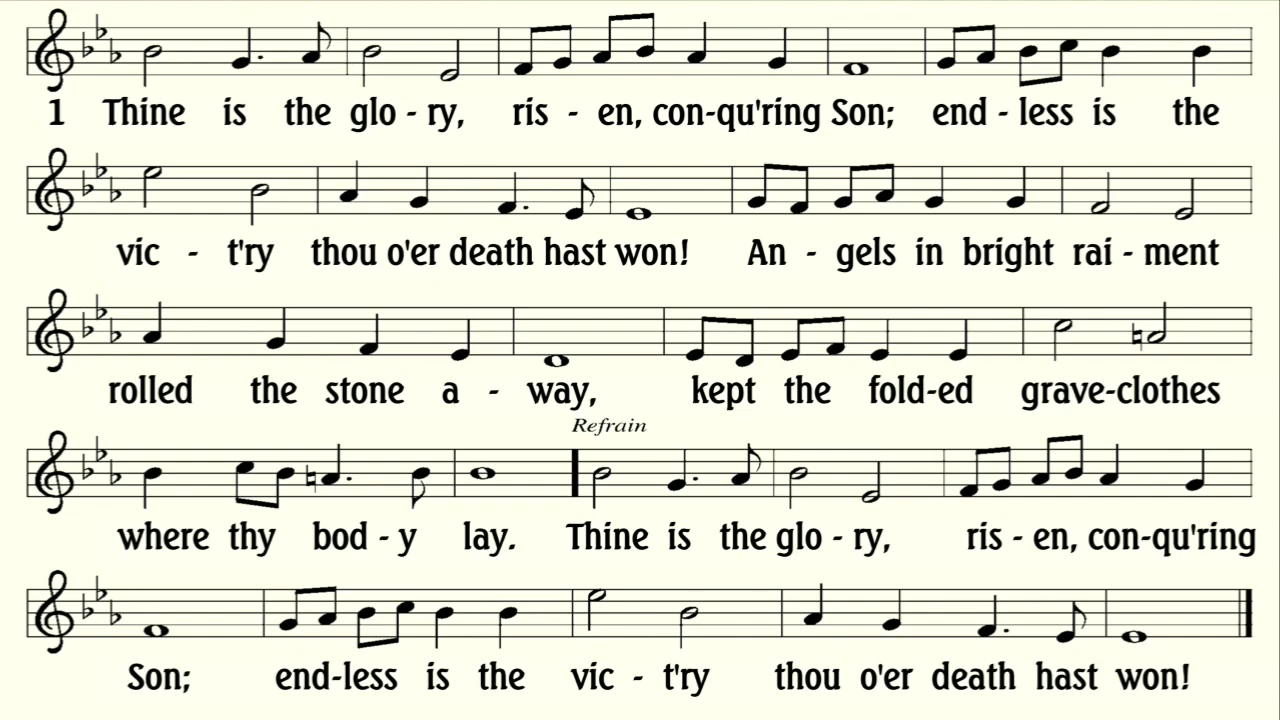 1 Thine is the glo - ry, ris - en, con-qu'ring Son; end - less is the
vic - t'ry thou o'er death hast won! An - gels in bright rai - ment
rolled the stone a - way, kept the fold-ed grave-clothes
Refrain
where thy bod - y lay. Thine is the glo - ry, ris - en, con-qu'ring
Son; end-less is the vic - t'ry thou o'er death hast won!